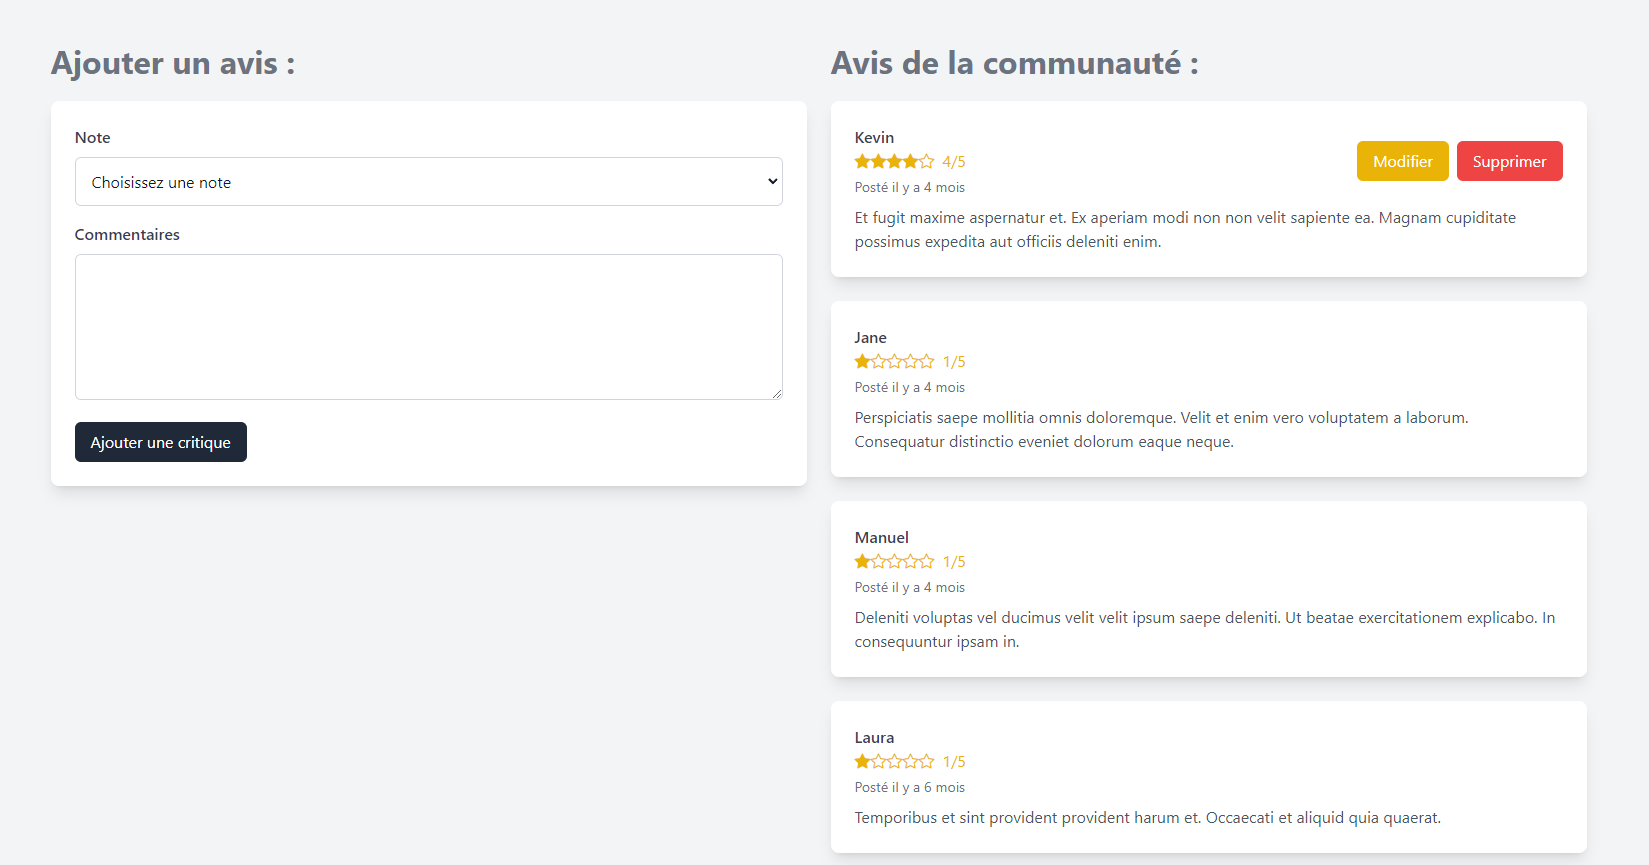 Ajouter un avis :
Note
Choisissez une note
Commentaires
Ajouter une critique
Avis de la communauté :
Kevin
4/5
Posté il y a 4 mois
Modifier
Supprimer
Et fugit maxime aspernatur et. Ex aperiam modi non non velit sapiente ea. Magnam cupiditate
possimus expedita aut officiis deleniti enim.
Jane
1/5
Posté il y a 4 mois
Perspiciatis saepe mollitia omnis doloremque. Velit et enim vero voluptatem a laborum.
Consequatur distinctio eveniet dolorum eaque neque.
Manuel
1/5
Posté il y a 4 mois
Deleniti voluptas vel ducimus velit velit ipsum saepe deleniti. Ut beatae exercitationem explicabo. In
consequuntur ipsam in.
Laura
1/5
Posté il y a 6 mois
Temporibus et sint provident provident harum et. Occaecati et aliquid quia quaerat.